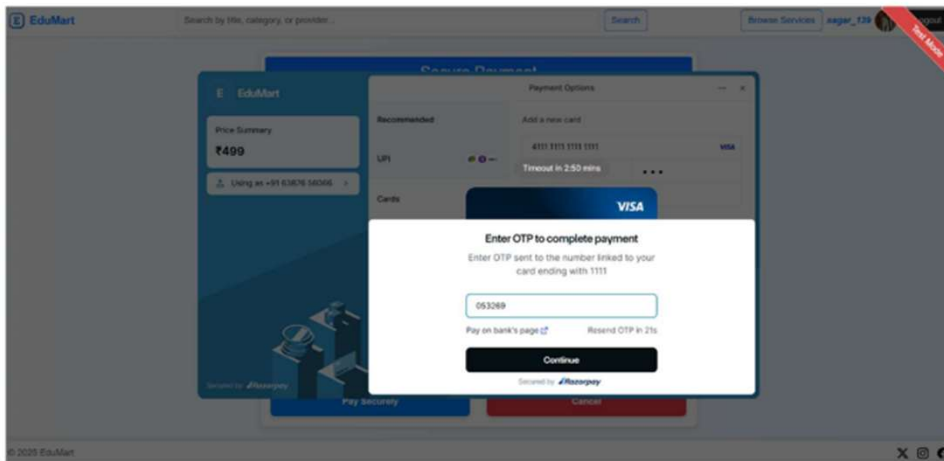 E EduMart
Search by title, category, or provider...
Search
Browse Services
sagar_139
Logout
Test Mode
Secure Payment
E EduMart
Price Summary
₹499
Using as +91 63876 56066 >
Secured by Razorpay
Payment Options
Recommended
UPI
Cards
Add a new card
4111 1111 1111 1111
VISA
Timeout in 2:50 mins
VISA
Enter OTP to complete payment
Enter OTP sent to the number linked to your
card ending with 1111
053269
Pay on bank's page
Resend OTP in 21s
Continue
Secured by Razorpay
Pay Securely
Cancel
© 2025 EduMart